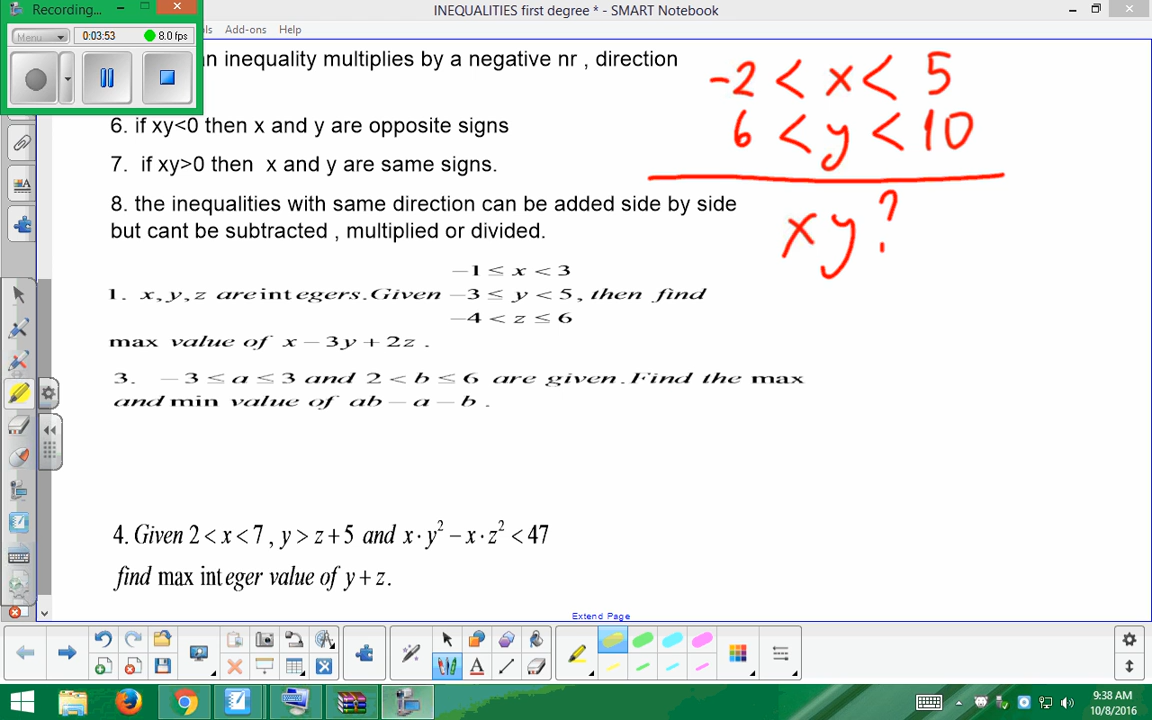 Recording...
INEQUALITIES first degree * - SMART Notebook
Menu
0:03:53
8.0 fps
Add-ons Help
an inequality multiplies by a negative nr , direction
6. if xy<0 then x and y are opposite signs
7. if xy>0 then x and y are same signs.
8. the inequalities with same direction can be added side by side
but cant be subtracted , multiplied or divided.
-2 < x < 5
6 < y < 10
xy?
−1 ≤ x < 3
1. x, y, z are integers. Given −3 ≤ y < 5, then find
−4 < z ≤ 6
max value of x − 3y + 2z .
3. −3 ≤ a ≤ 3 and 2 < b ≤ 6 are given. Find the max
and min value of ab − a − b .
4. Given 2 < x < 7 , y > z + 5 and x · y² − x · z² < 47
find max int eger value of y + z.
Extend Page
9:38 AM
10/8/2016